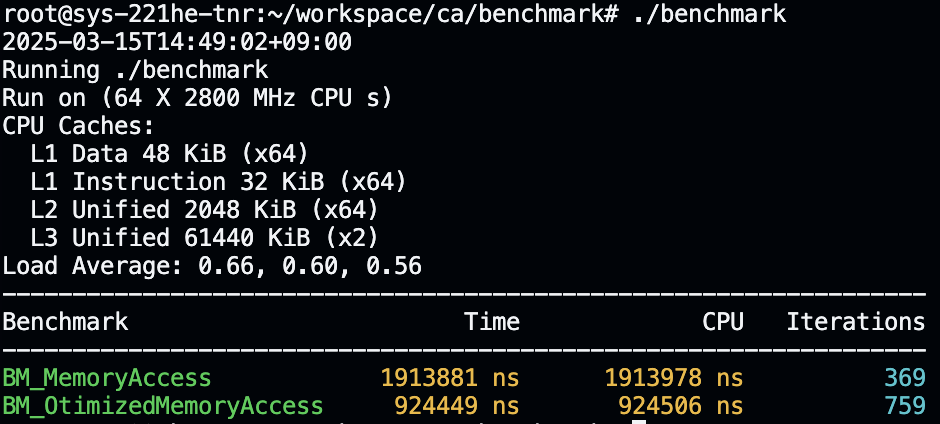 root@sys-221he-tnr:~/workspace/ca/benchmark# ./benchmark
2025-03-15T14:49:02+09:00
Running ./benchmark
Run on (64 X 2800 MHz CPU s)
CPU Caches:
  L1 Data 48 KiB (x64)
  L1 Instruction 32 KiB (x64)
  L2 Unified 2048 KiB (x64)
  L3 Unified 61440 KiB (x2)
Load Average: 0.66, 0.60, 0.56
----------------------------------------------------------------------
Benchmark                          Time             CPU   Iterations
----------------------------------------------------------------------
BM_MemoryAccess              1913881 ns      1913978 ns          369
BM_OtimizedMemoryAccess       924449 ns       924506 ns          759